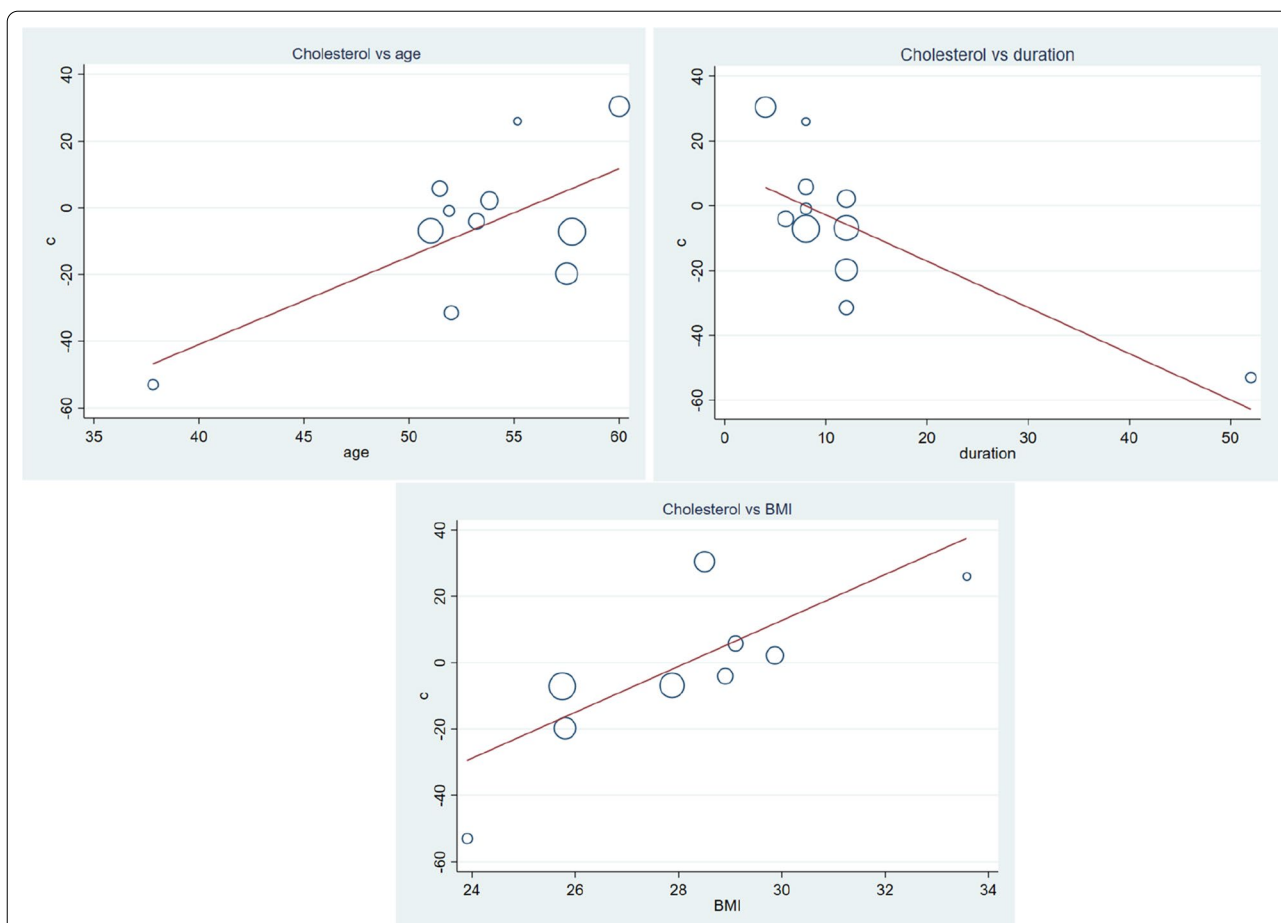 Cholesterol vs age
c
40
20
0
-20
-40
-60
35 40 45 50 55 60
age
Cholesterol vs duration
c
40
20
0
-20
-40
-60
0 10 20 30 40 50
duration
Cholesterol vs BMI
c
40
20
0
-20
-40
-60
24 26 28 30 32 34
BMI